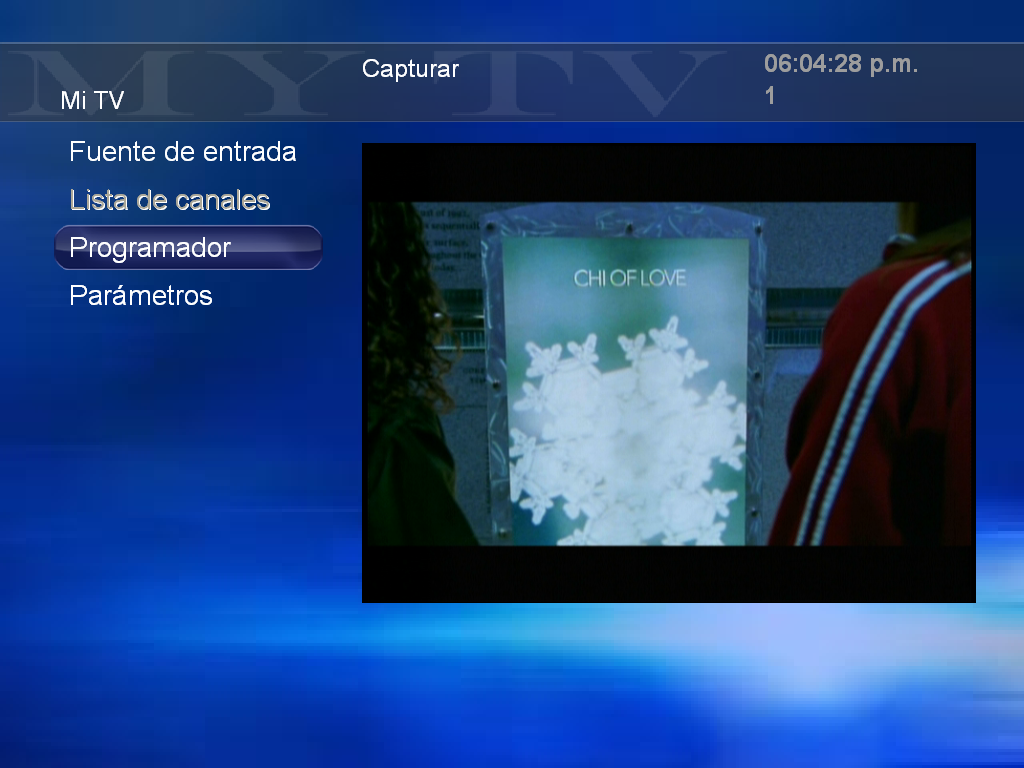 MY TV
Capturar
06:04:28 p.m.
Mi TV
1
Fuente de entrada
Lista de canales
Programador
Parámetros
CHI OF LOVE